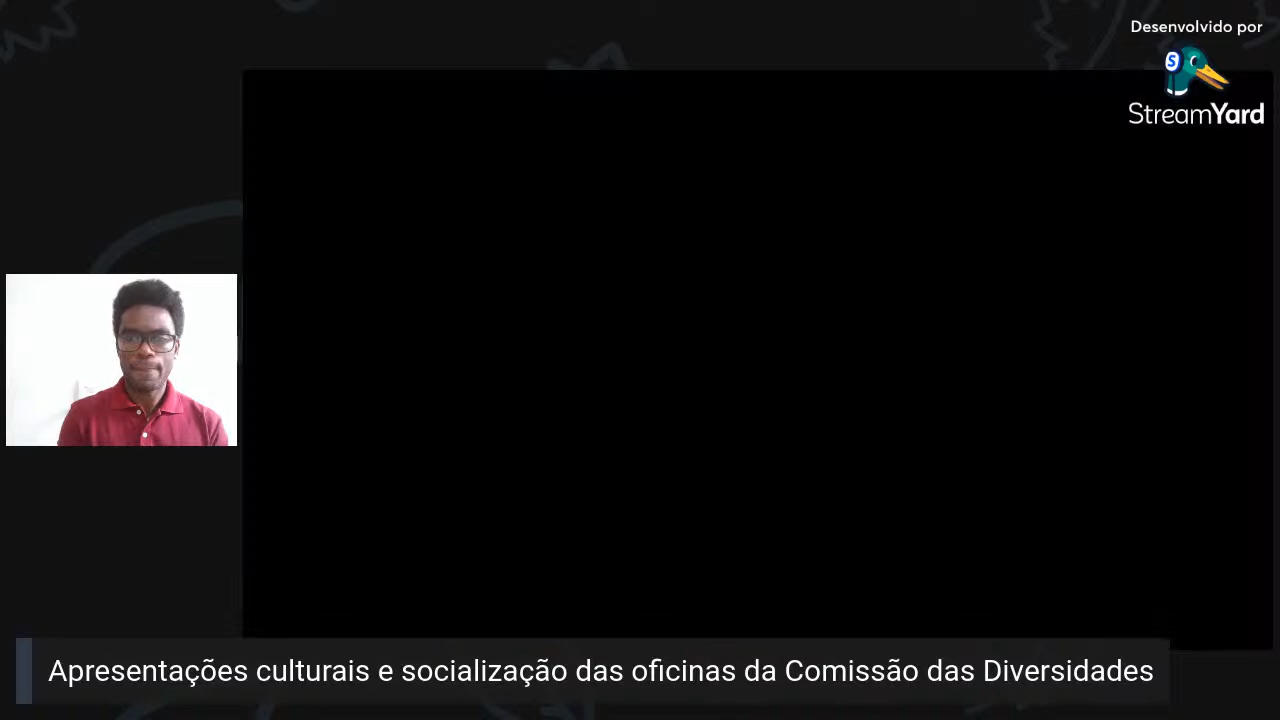 Desenvolvido por
StreamYard
Apresentações culturais e socialização das oficinas da Comissão das Diversidades